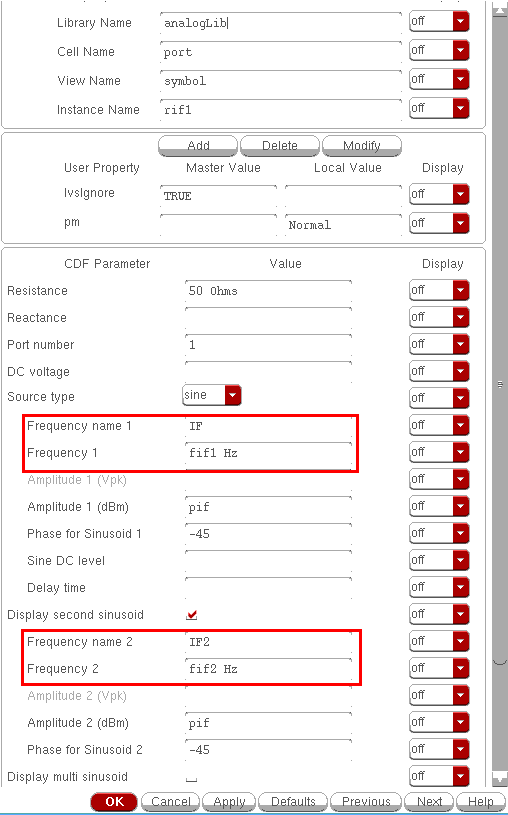 Library Name analogLib off
Cell Name port off
View Name symbol off
Instance Name rif1 off
Add Delete Modify
User Property Master Value Local Value Display
lvsIgnore TRUE off
pm Normal off
CDF Parameter Value Display
Resistance 50 Ohms off
Reactance off
Port number 1 off
DC voltage off
Source type sine off
Frequency name 1 IF off
Frequency 1 fif1 Hz off
Amplitude 1 (Vpk) off
Amplitude 1 (dBm) pif off
Phase for Sinusoid 1 -45 off
Sine DC level off
Delay time off
Display second sinusoid off
Frequency name 2 IF2 off
Frequency 2 fif2 Hz off
Amplitude 2 (Vpk) off
Amplitude 2 (dBm) pif off
Phase for Sinusoid 2 -45 off
Display multi sinusoid off
OK Cancel Apply Defaults Previous Next Help